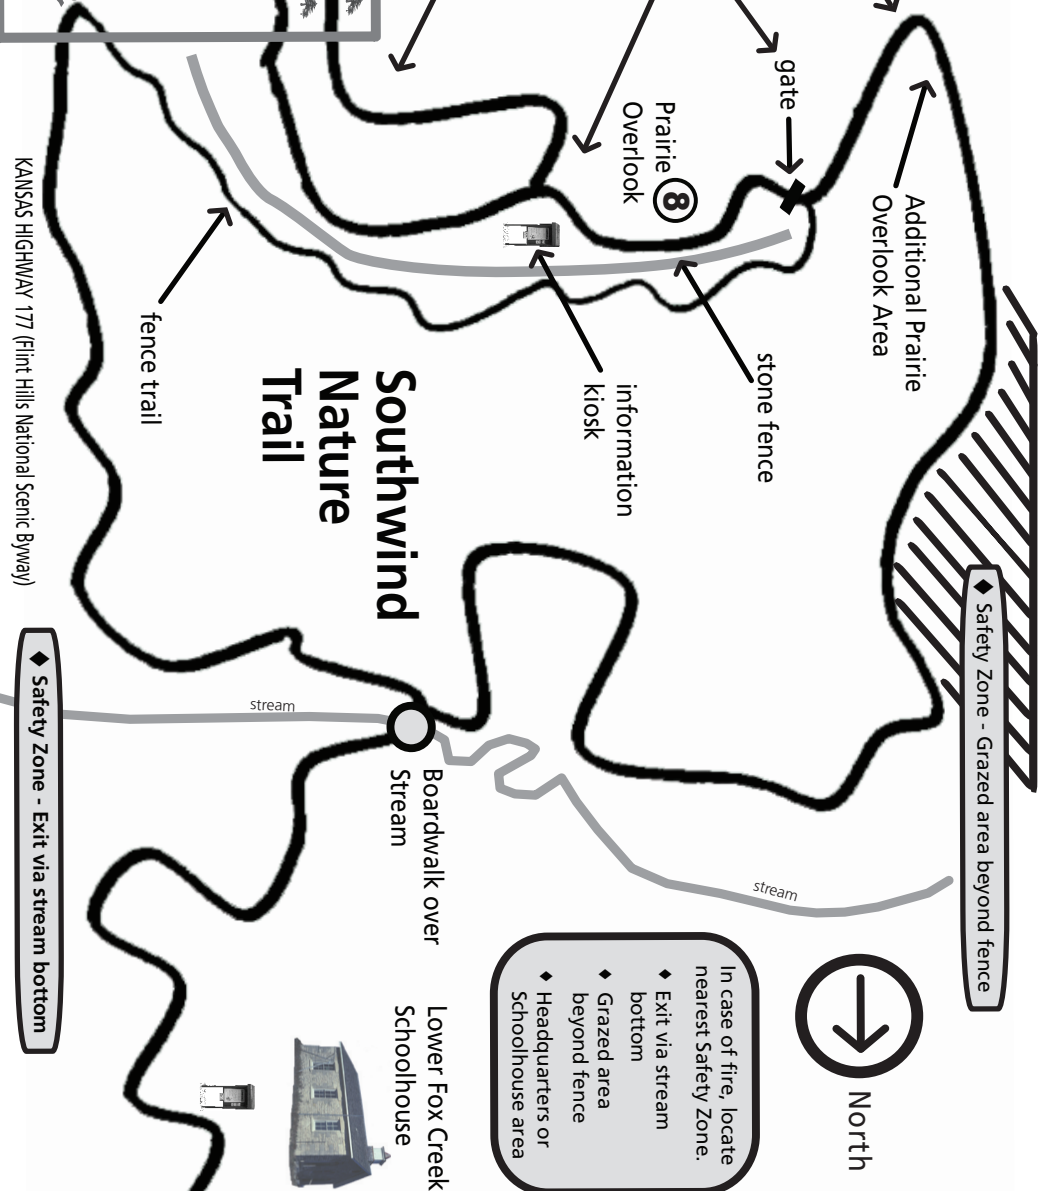 gate
Prairie
Overlook
8
Additional Prairie
Overlook Area
stone fence
information
kiosk
fence trail
Southwind
Nature
Trail
KANSAS HIGHWAY 177 (Flint Hills National Scenic Byway)
♦ Safety Zone - Grazed area beyond fence
♦ Safety Zone - Exit via stream bottom
stream
stream
Boardwalk over
Stream
In case of fire, locate
nearest Safety Zone.
♦ Exit via stream
bottom
♦ Grazed area
beyond fence
♦ Headquarters or
Schoolhouse area
North
Lower Fox Creek
Schoolhouse